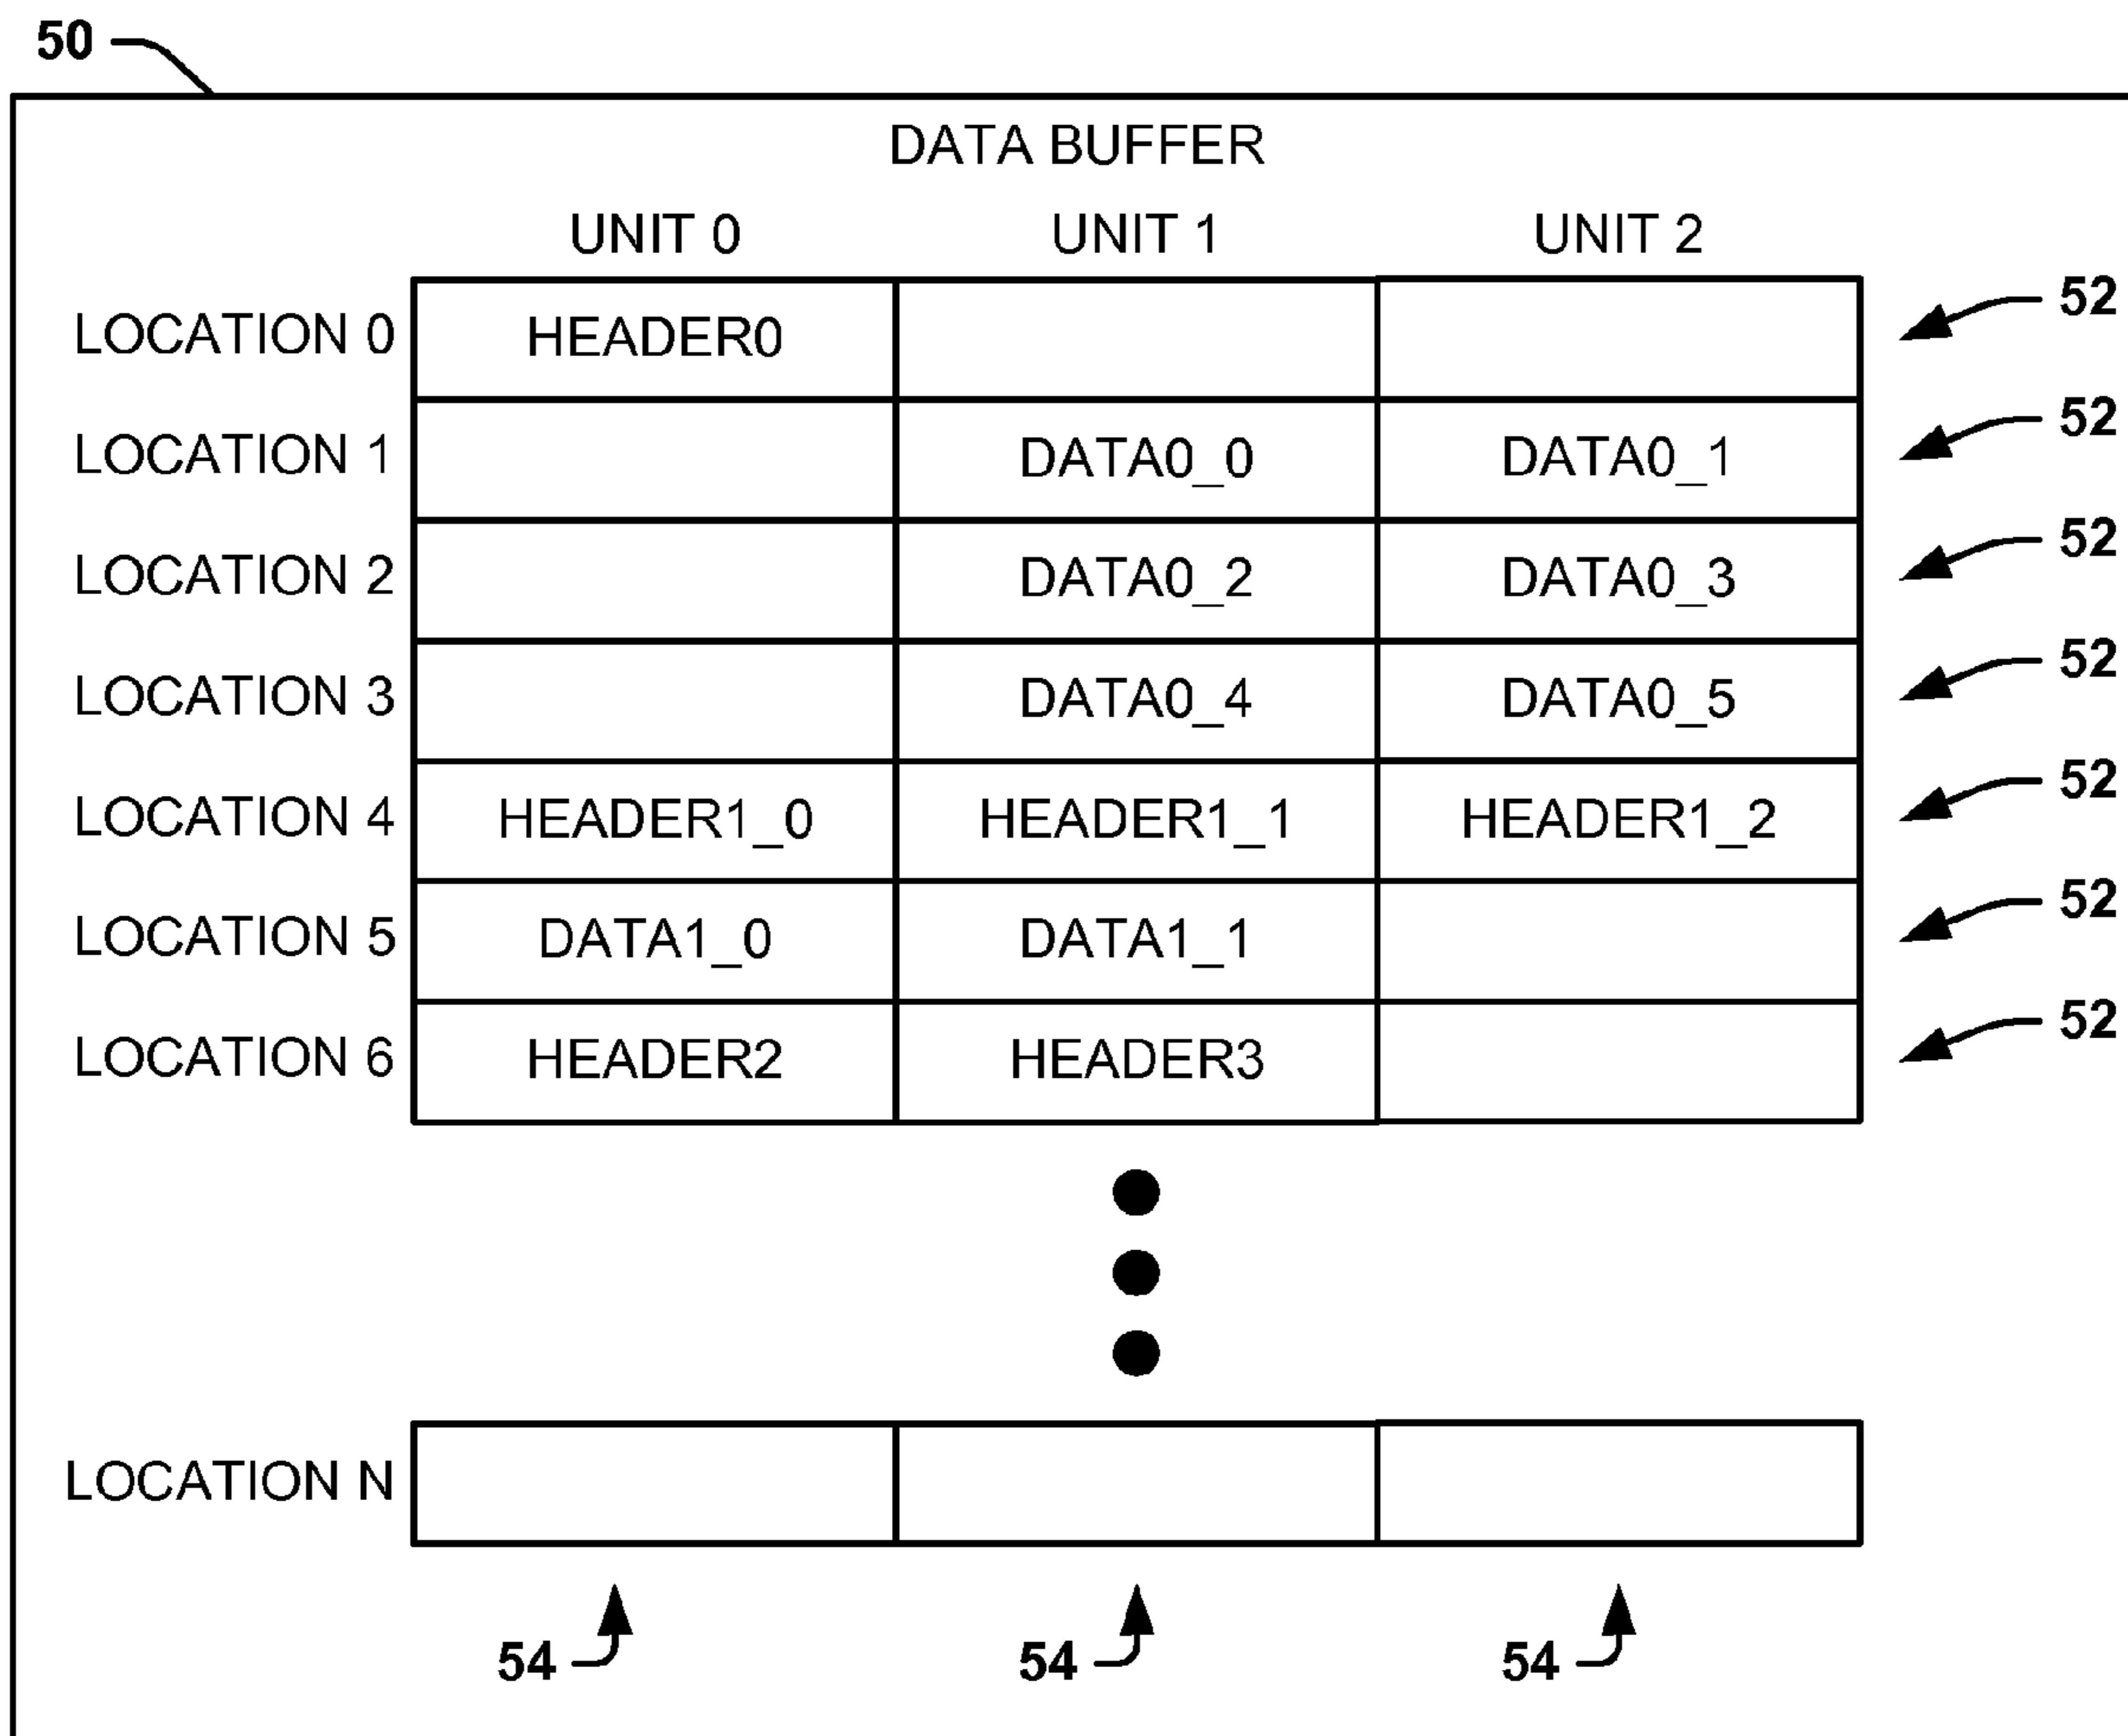 50
DATA BUFFER
UNIT 0 UNIT 1 UNIT 2
LOCATION 0 HEADER0 52
LOCATION 1 DATA0_0 DATA0_1 52
LOCATION 2 DATA0_2 DATA0_3 52
LOCATION 3 DATA0_4 DATA0_5 52
LOCATION 4 HEADER1_0 HEADER1_1 HEADER1_2 52
LOCATION 5 DATA1_0 DATA1_1 52
LOCATION 6 HEADER2 HEADER3 52
LOCATION N
54 54 54